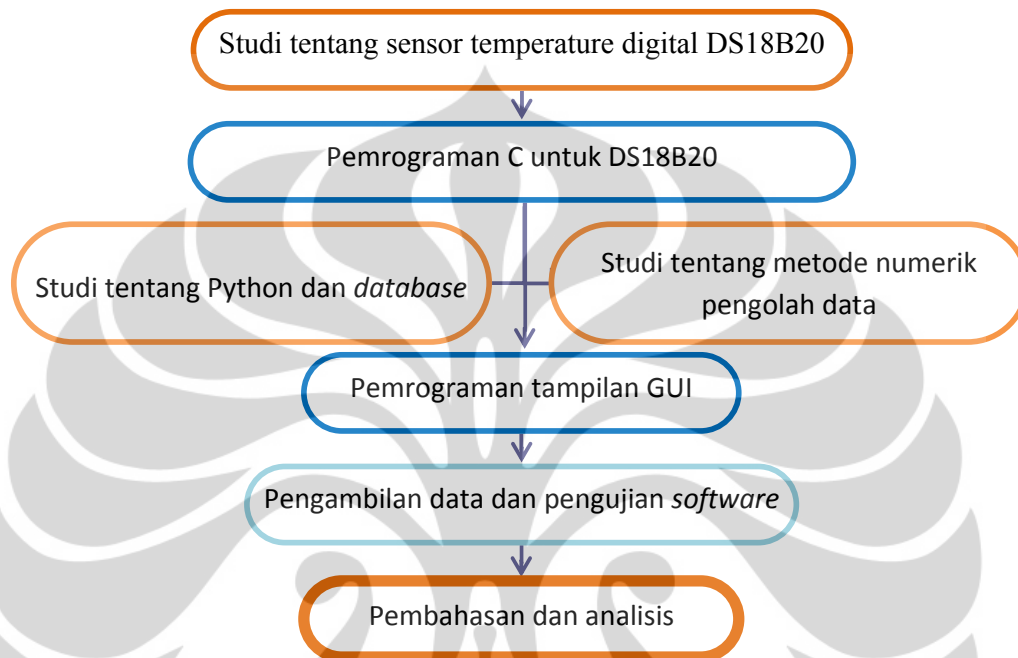 Studi tentang sensor temperature digital DS18B20
Pemrograman C untuk DS18B20
Studi tentang Python dan database
Studi tentang metode numerik
pengolah data
Pemrograman tampilan GUI
Pengambilan data dan pengujian software
Pembahasan dan analisis